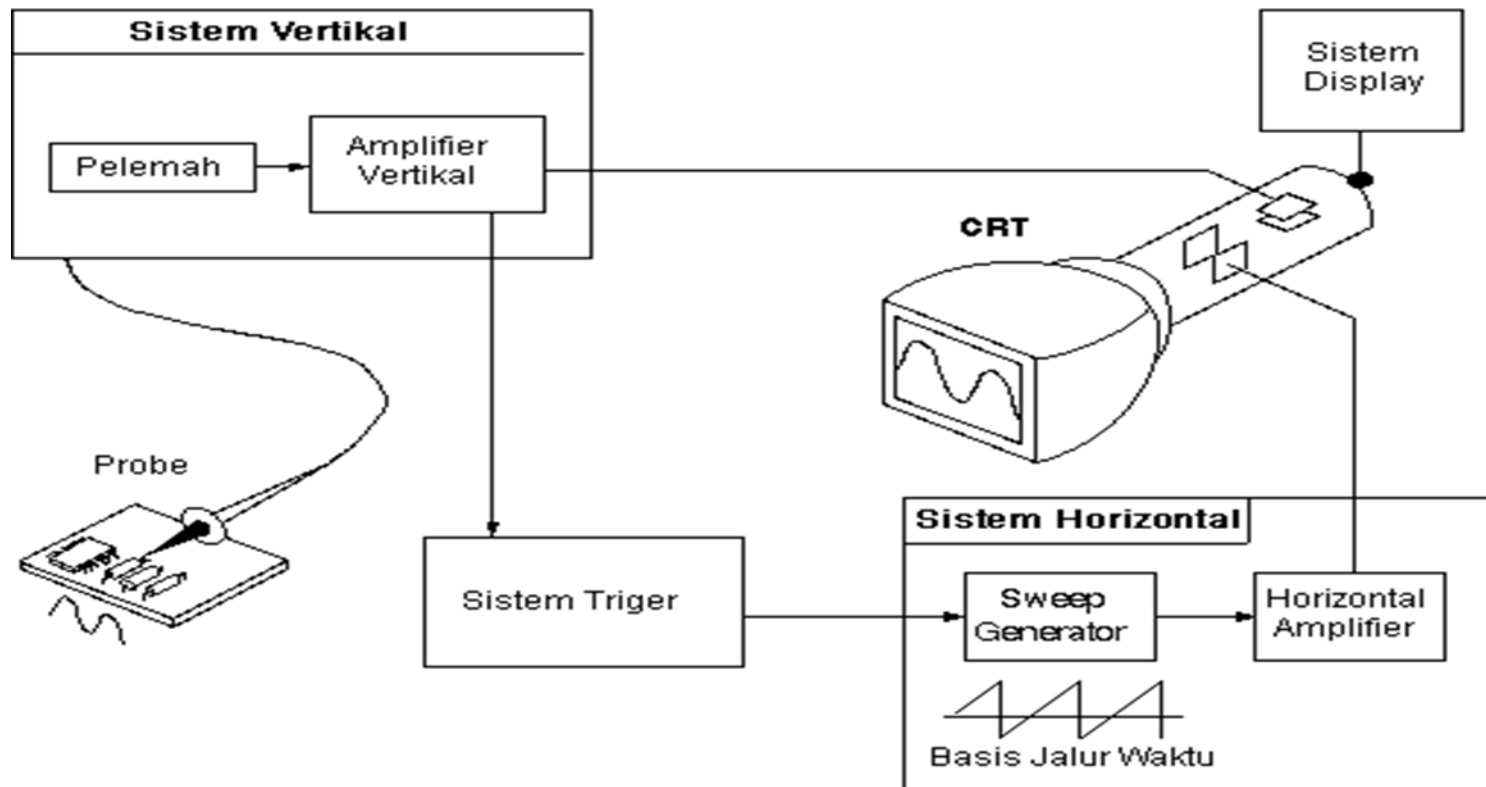 Sistem Vertikal
Pelemah
Amplifier
Vertikal
Sistem
Display
CRT
Probe
Sistem Triger
Sistem Horizontal
Sweep
Generator
Horizontal
Amplifier
Basis Jalur Waktu